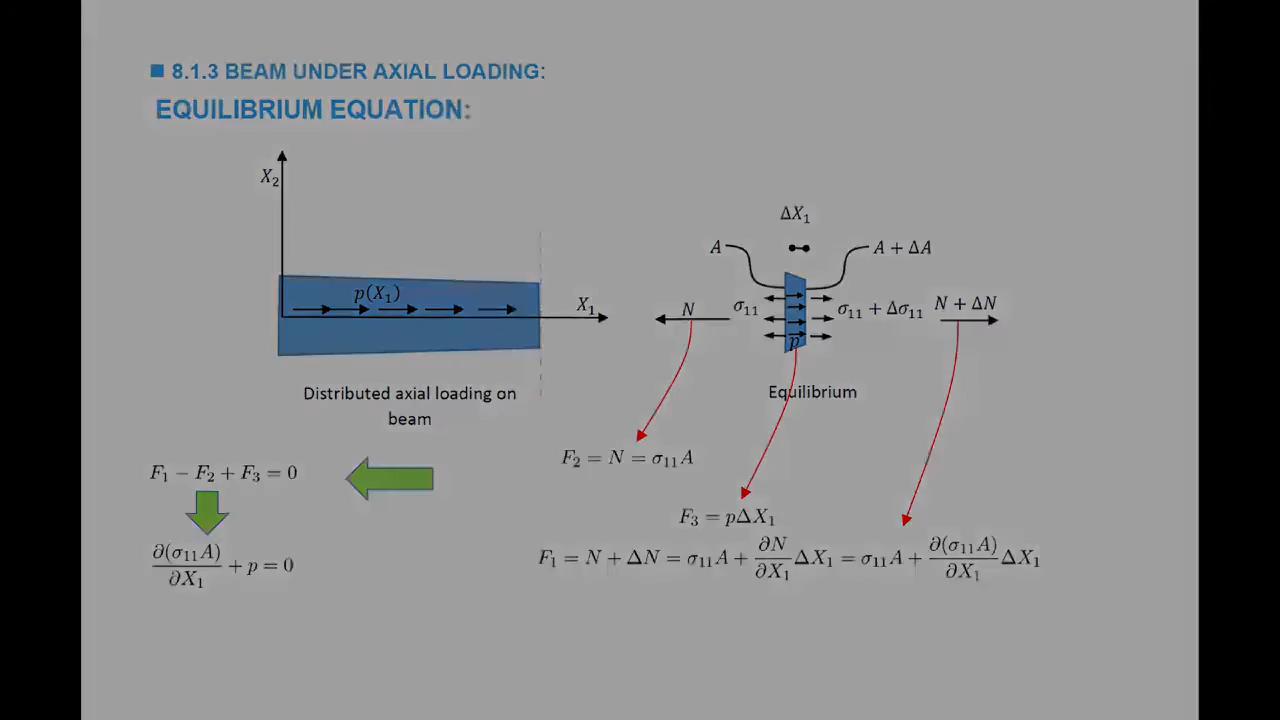 8.1.3 BEAM UNDER AXIAL LOADING:
EQUILIBRIUM EQUATION:
X₂
p(X₁)
X₁
Distributed axial loading on
beam
ΔX₁
A
A + ΔA
N
σ₁₁
σ₁₁ + Δσ₁₁
N + ΔN
p
Equilibrium
F₂ = N = σ₁₁A
F₃ = pΔX₁
F₁ = N + ΔN = σ₁₁A + ∂N/∂X₁ ΔX₁ = σ₁₁A + ∂(σ₁₁A)/∂X₁ ΔX₁
F₁ − F₂ + F₃ = 0
∂(σ₁₁A)/∂X₁ + p = 0